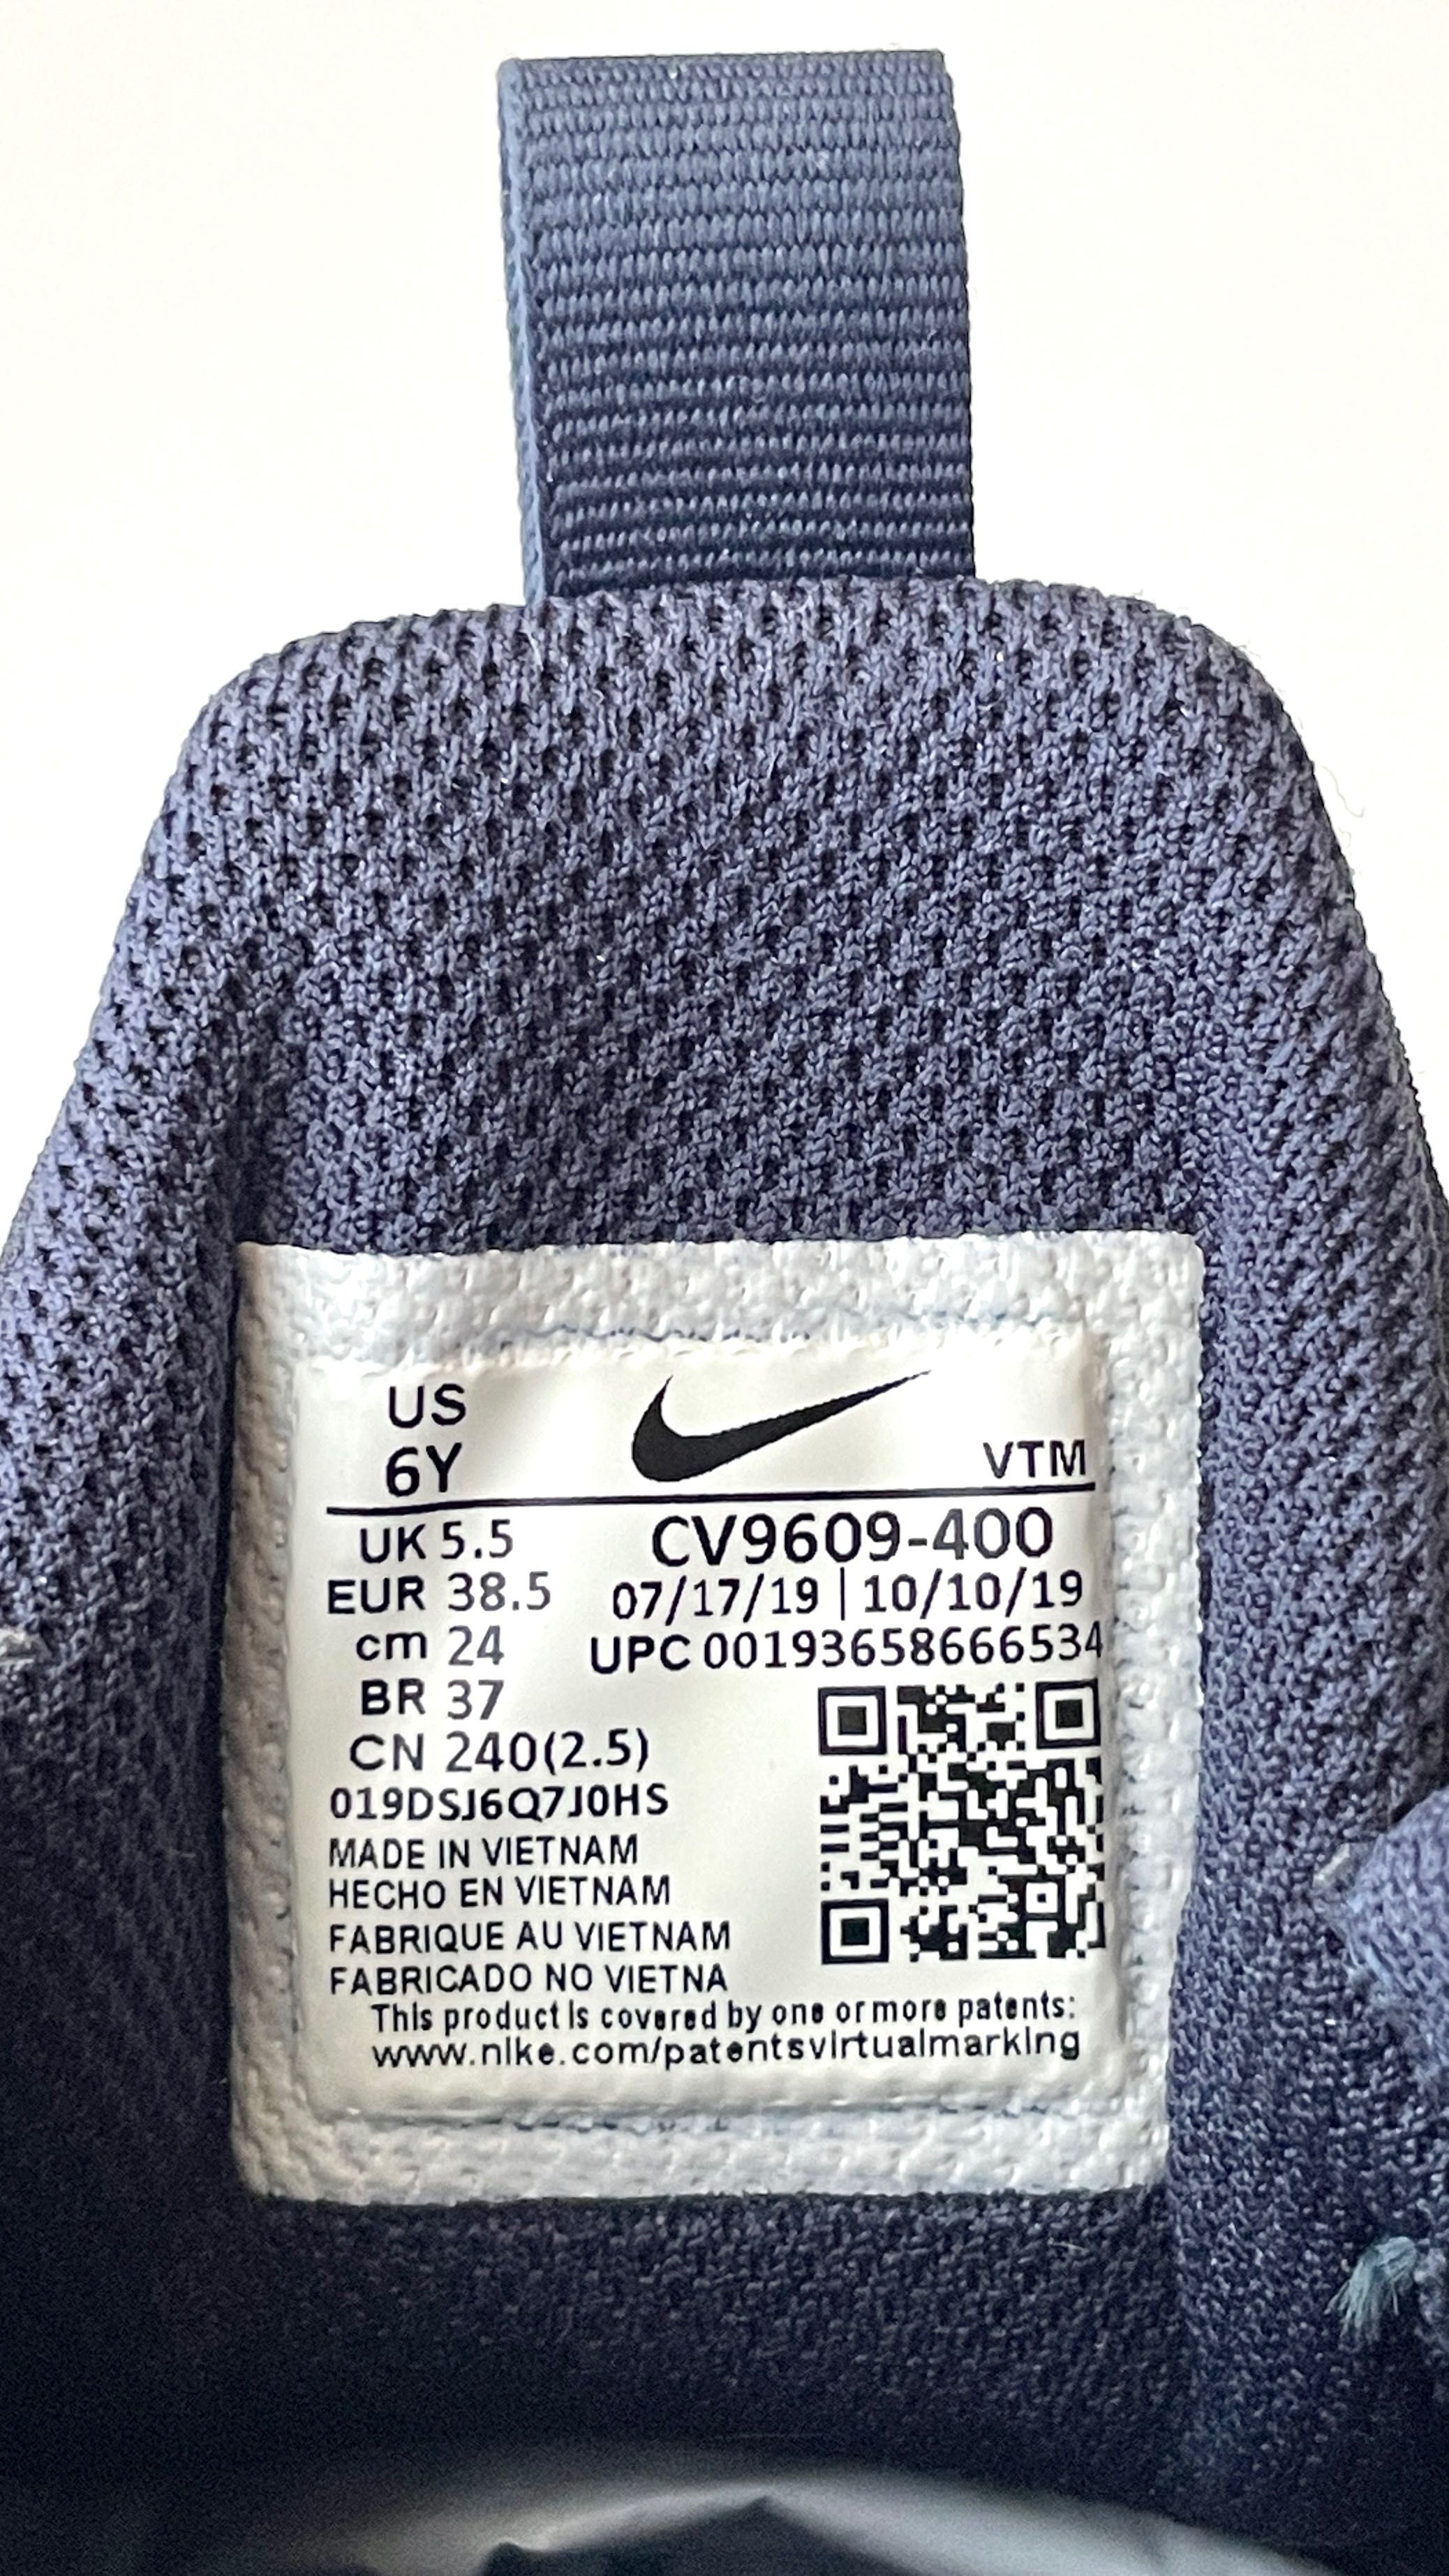 US
6Y
VTM
UK 5.5
CV9609-400
EUR 38.5
07/17/19 | 10/10/19
cm 24
UPC 00193658666534
BR 37
CN 240(2.5)
019DSJ6Q7J0HS
MADE IN VIETNAM
HECHO EN VIETNAM
FABRIQUE AU VIETNAM
FABRICADO NO VIETNA
This product is covered by one or more patents:
www.nike.com/patentsvirtualmarking